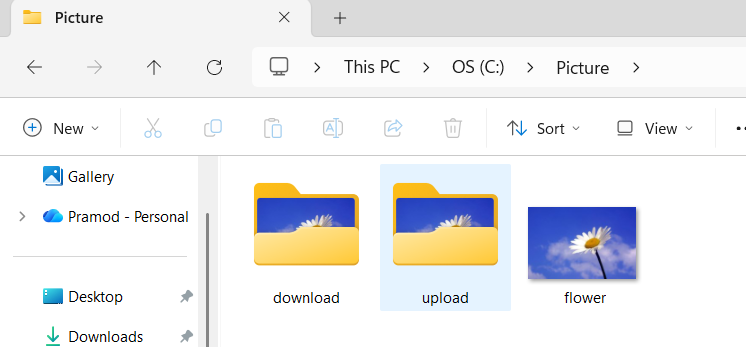 Picture
This PC > OS (C:) > Picture >
New Sort View
Gallery
Pramod - Personal
Desktop
Downloads
download upload flower